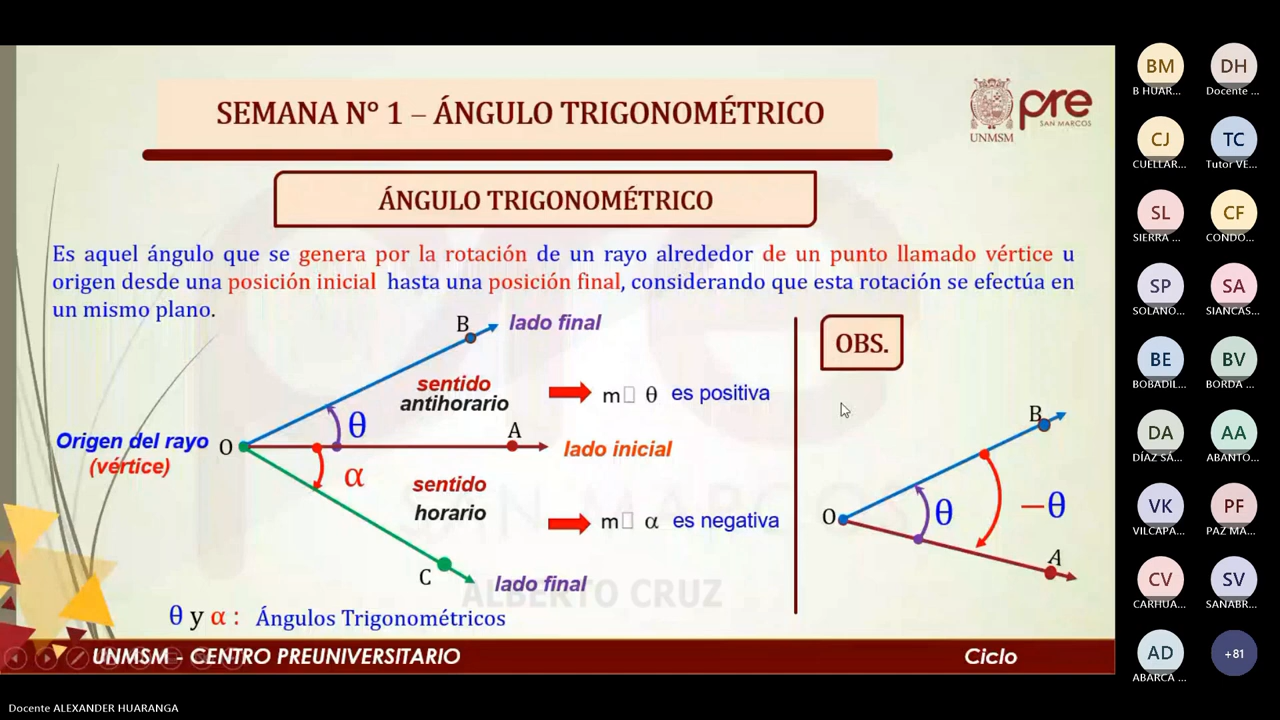 SEMANA N° 1 – ÁNGULO TRIGONOMÉTRICO
UNMSM
pre
SAN MARCOS
ÁNGULO TRIGONOMÉTRICO
Es aquel ángulo que se genera por la rotación de un rayo alrededor de un punto llamado vértice u
origen desde una posición inicial hasta una posición final, considerando que esta rotación se efectúa en
un mismo plano.
B
lado final
sentido
antihorario
m θ es positiva
θ
Origen del rayo
(vértice)
O
A
lado inicial
α
sentido
horario
m α es negativa
C
lado final
θ y α : Ángulos Trigonométricos
OBS.
B
O
θ
−θ
A
SAN MARCOS
ALBERTO CRUZ
UNMSM - CENTRO PREUNIVERSITARIO
Ciclo
BM
B HUAR...
DH
Docente ...
CJ
CUELLAR...
TC
Tutor VE...
SL
SIERRA ...
CF
CONDO...
SP
SOLANO...
SA
SIANCAS...
BE
BOBADIL...
BV
BORDA ...
DA
DÍAZ SÁ...
AA
ABANTO...
VK
VILCAPA...
PF
PAZ MA...
CV
CARHUA...
SV
SANABR...
AD
ABARCA ...
+81
Docente ALEXANDER HUARANGA